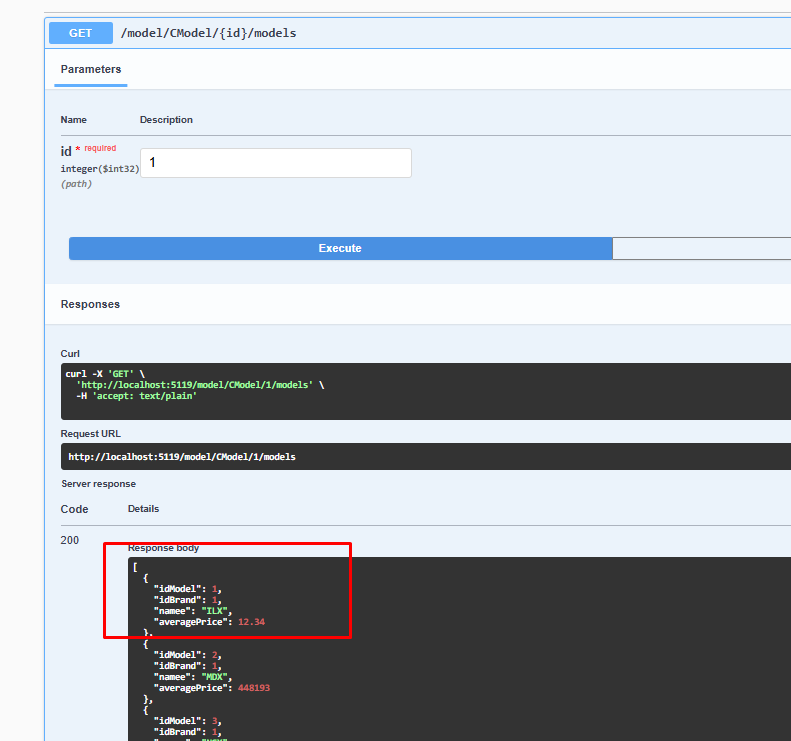 GET /model/CModel/{id}/models
Parameters
Name Description
id * required
integer($int32)
(path)
1
Execute
Responses
Curl
curl -X 'GET' \
'http://localhost:5119/model/CModel/1/models' \
-H 'accept: text/plain'
Request URL
http://localhost:5119/model/CModel/1/models
Server response
Code Details
200
Response body
[
{
"idModel": 1,
"idBrand": 1,
"namee": "ILX",
"averagePrice": 12.34
},
{
"idModel": 2,
"idBrand": 1,
"namee": "MDX",
"averagePrice": 448193
},
{
"idModel": 3,
"idBrand": 1,